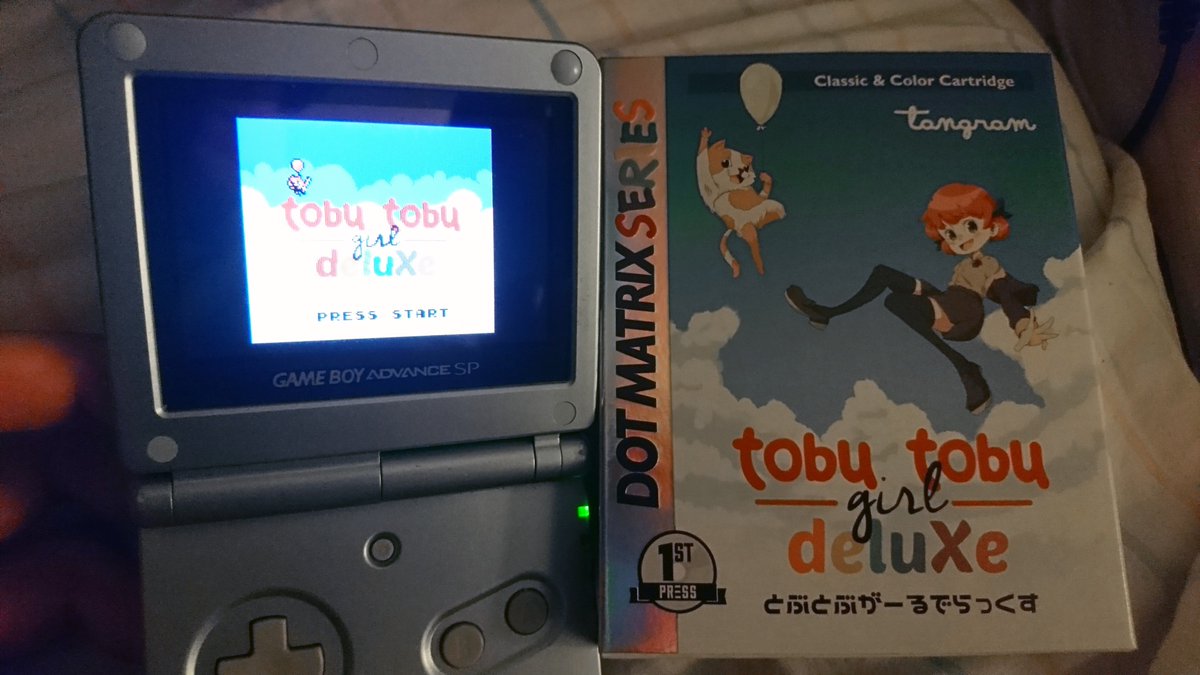 tobu tobu
girl
deluxe
PRESS START
GAME BOY ADVANCE SP
DOT MATRIX SERIES
1ST
PRESS
Classic & Color Cartridge
tangram
tobu tobu
girl
deluXe
とぶとぶがーるでらっくす